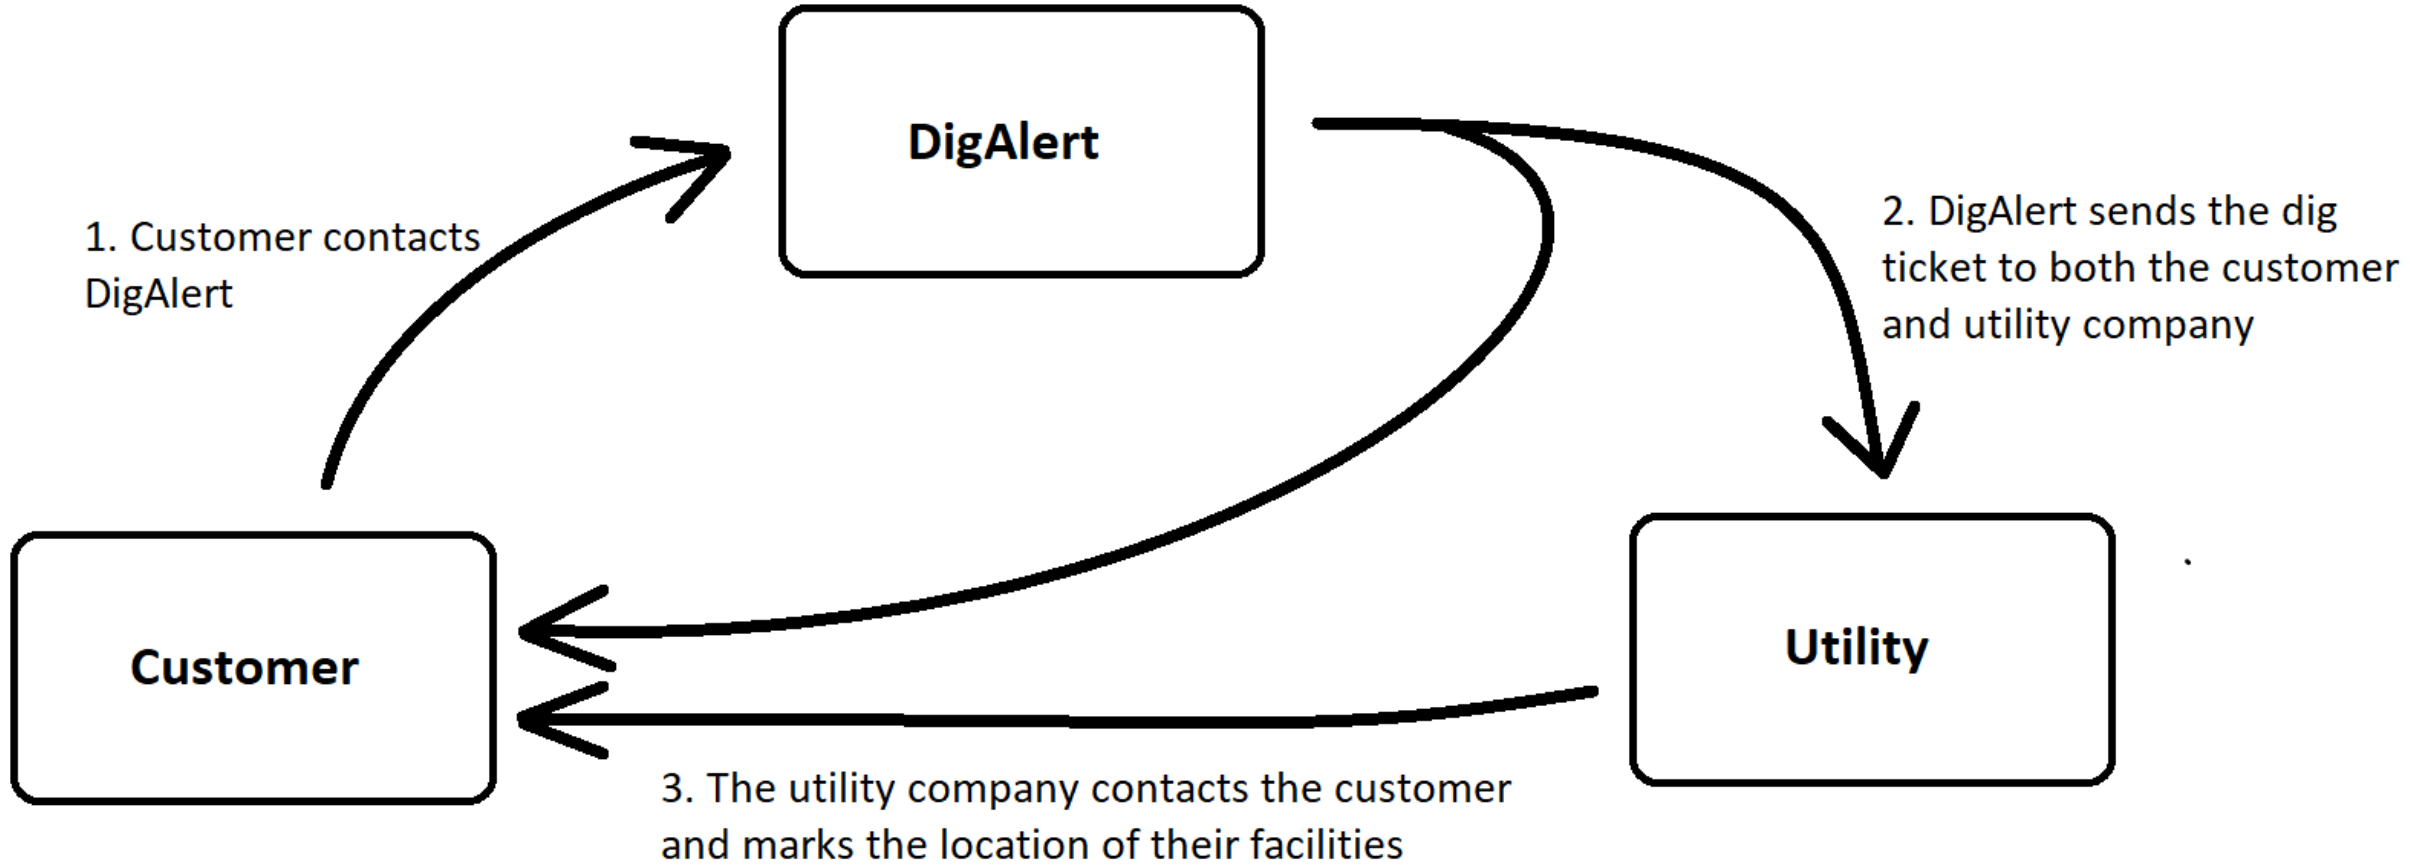 DigAlert
1. Customer contacts
DigAlert
2. DigAlert sends the dig
ticket to both the customer
and utility company
Customer
Utility
3. The utility company contacts the customer
and marks the location of their facilities